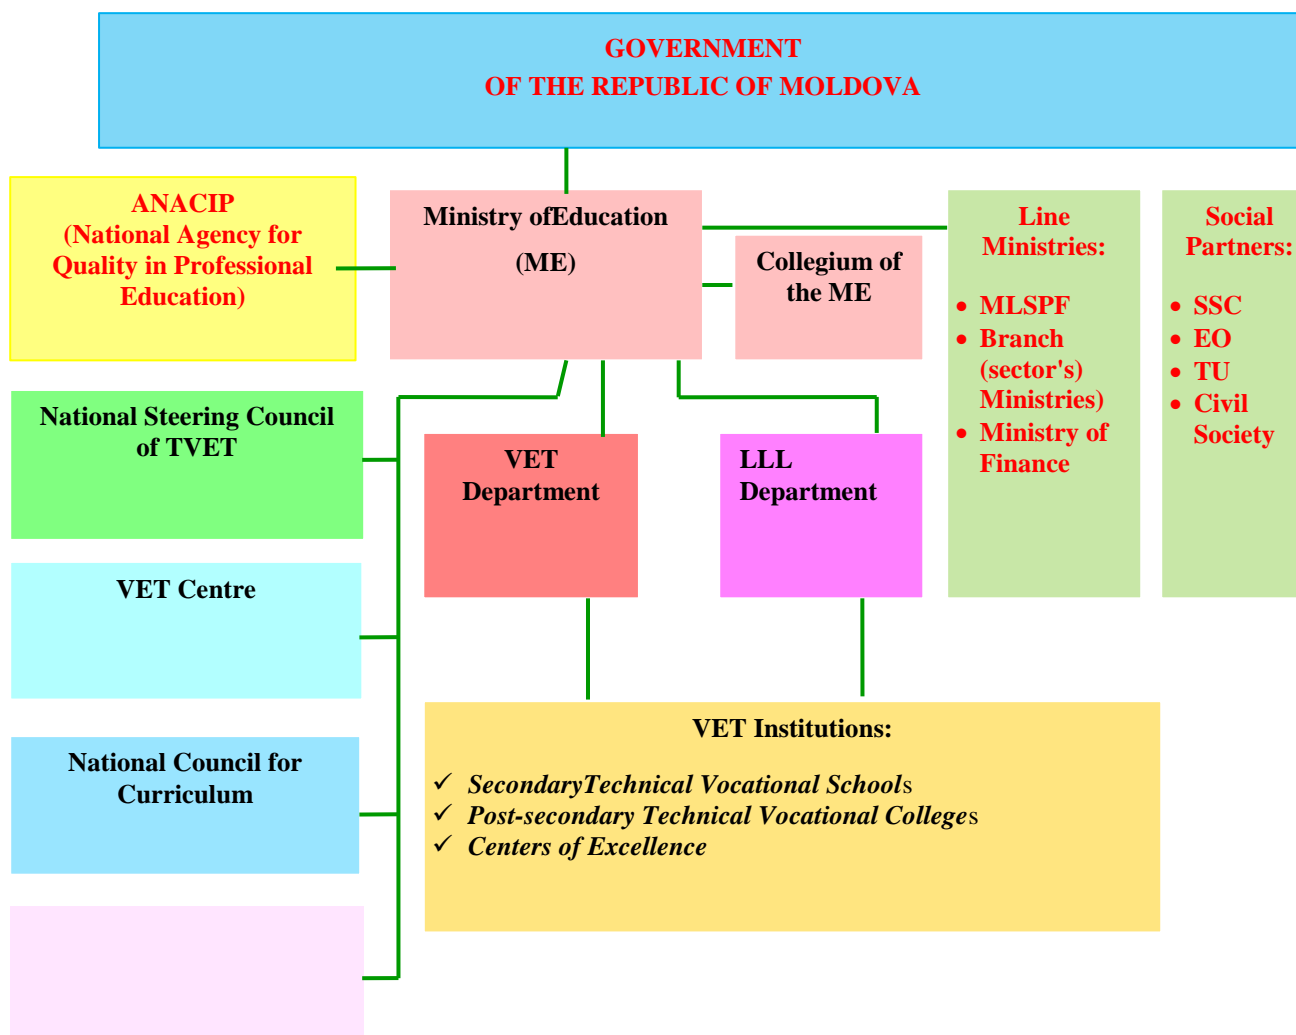 GOVERNMENT
OF THE REPUBLIC OF MOLDOVA
ANACIP
(National Agency for
Quality in Professional
Education)
Ministry ofEducation
(ME)
Collegium of
the ME
Line
Ministries:
• MLSPF
• Branch
(sector's)
Ministries)
• Ministry of
Finance
Social
Partners:
• SSC
• EO
• TU
• Civil
Society
National Steering Council
of TVET
VET
Department
LLL
Department
VET Centre
National Council for
Curriculum
VET Institutions:
✓ SecondaryTechnical Vocational Schools
✓ Post-secondary Technical Vocational Colleges
✓ Centers of Excellence